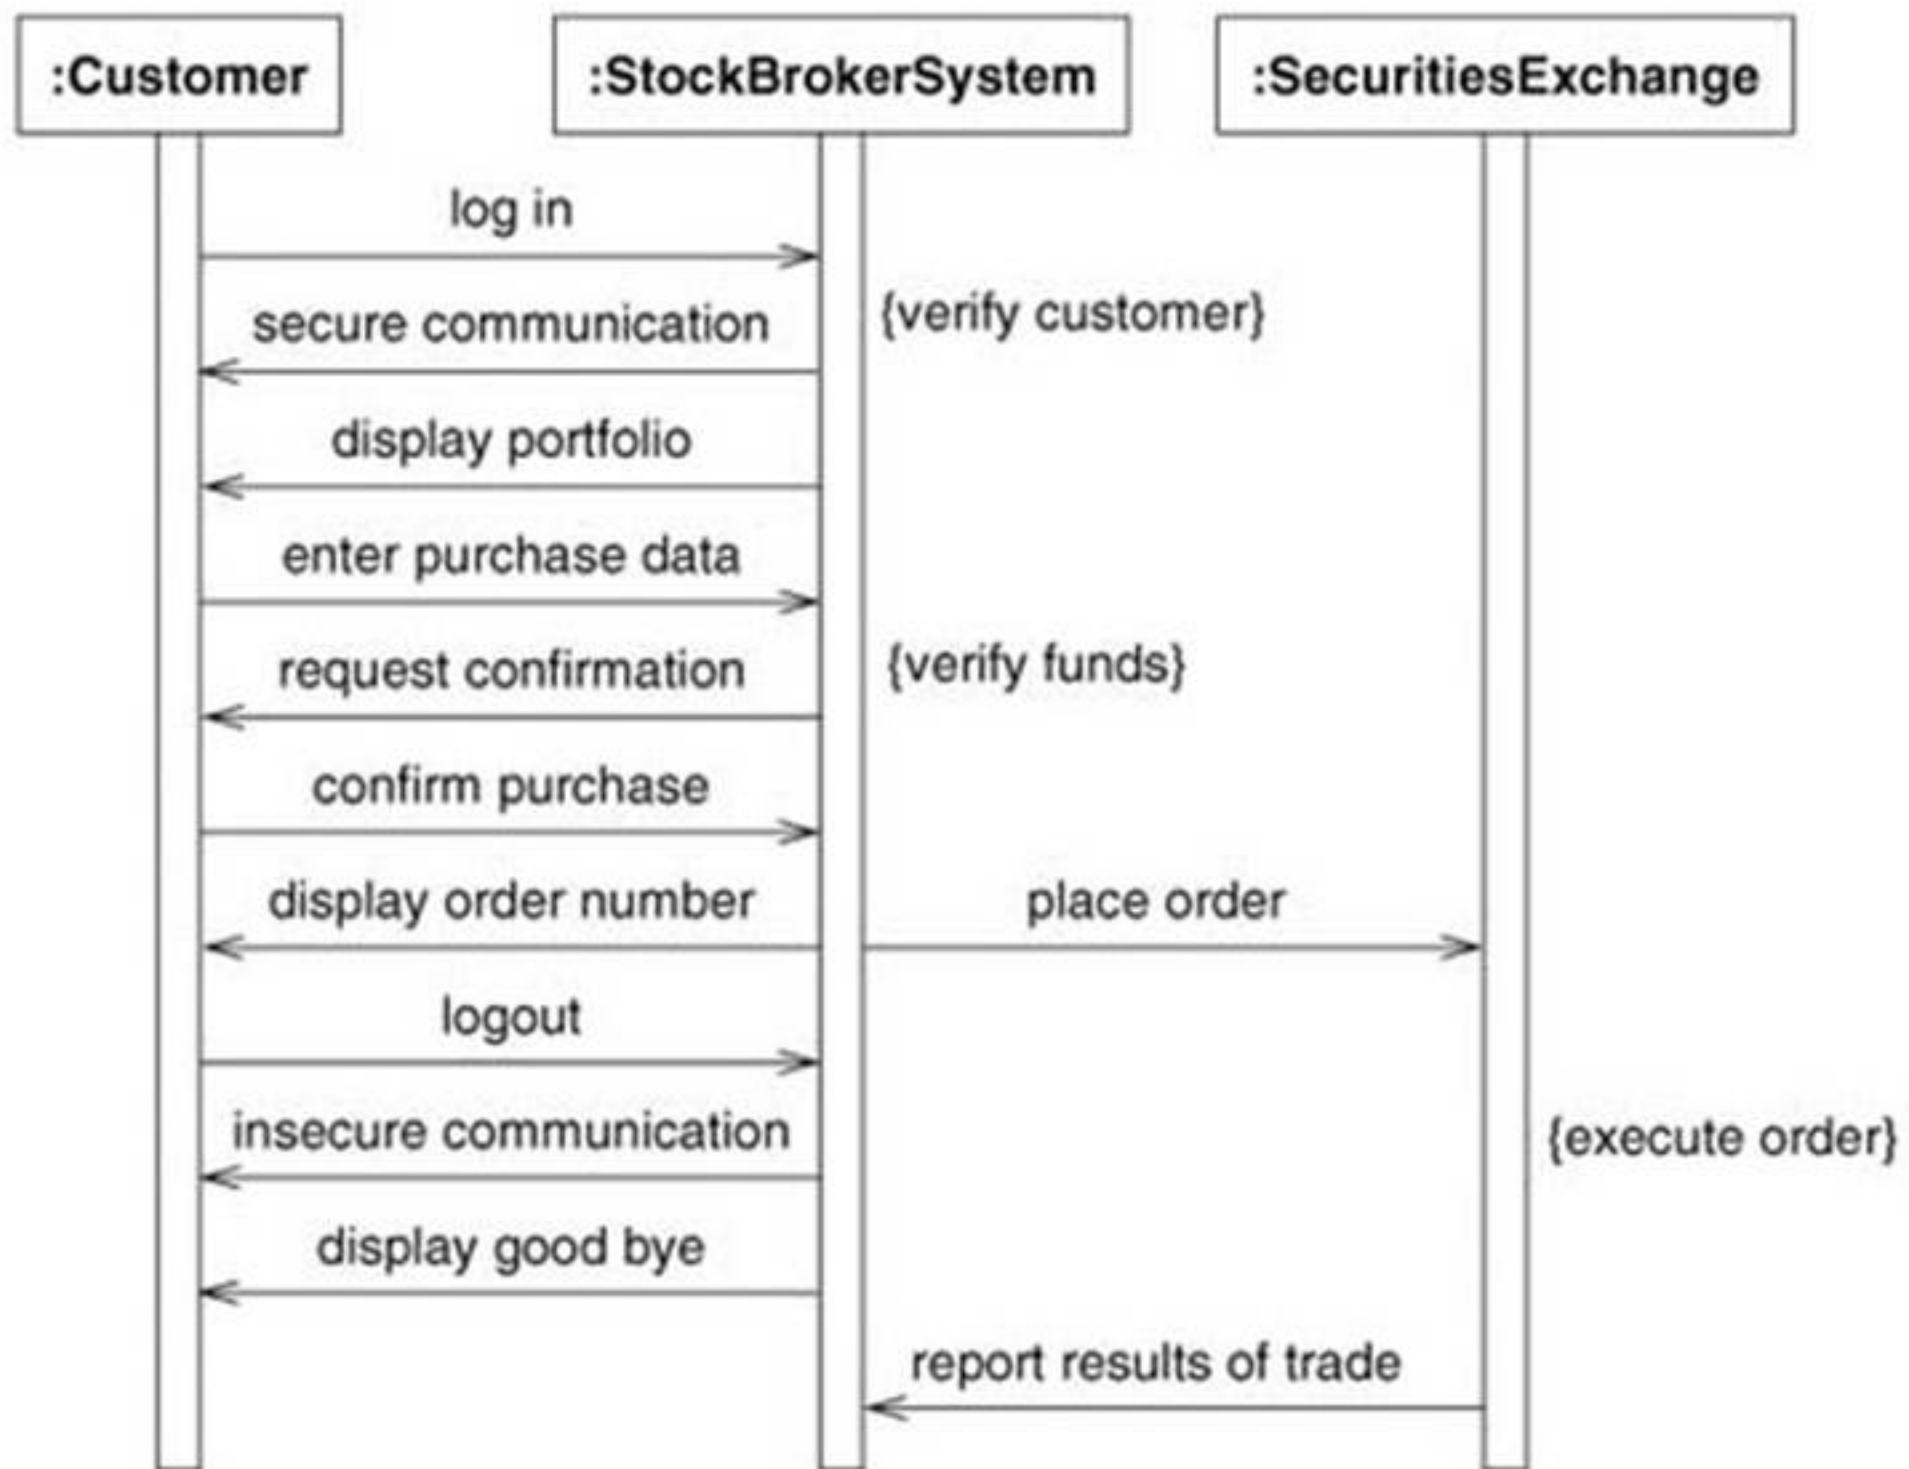 :Customer
:StockBrokerSystem
:SecuritiesExchange
log in
{verify customer}
secure communication
display portfolio
enter purchase data
{verify funds}
request confirmation
confirm purchase
display order number
place order
logout
insecure communication
{execute order}
display good bye
report results of trade